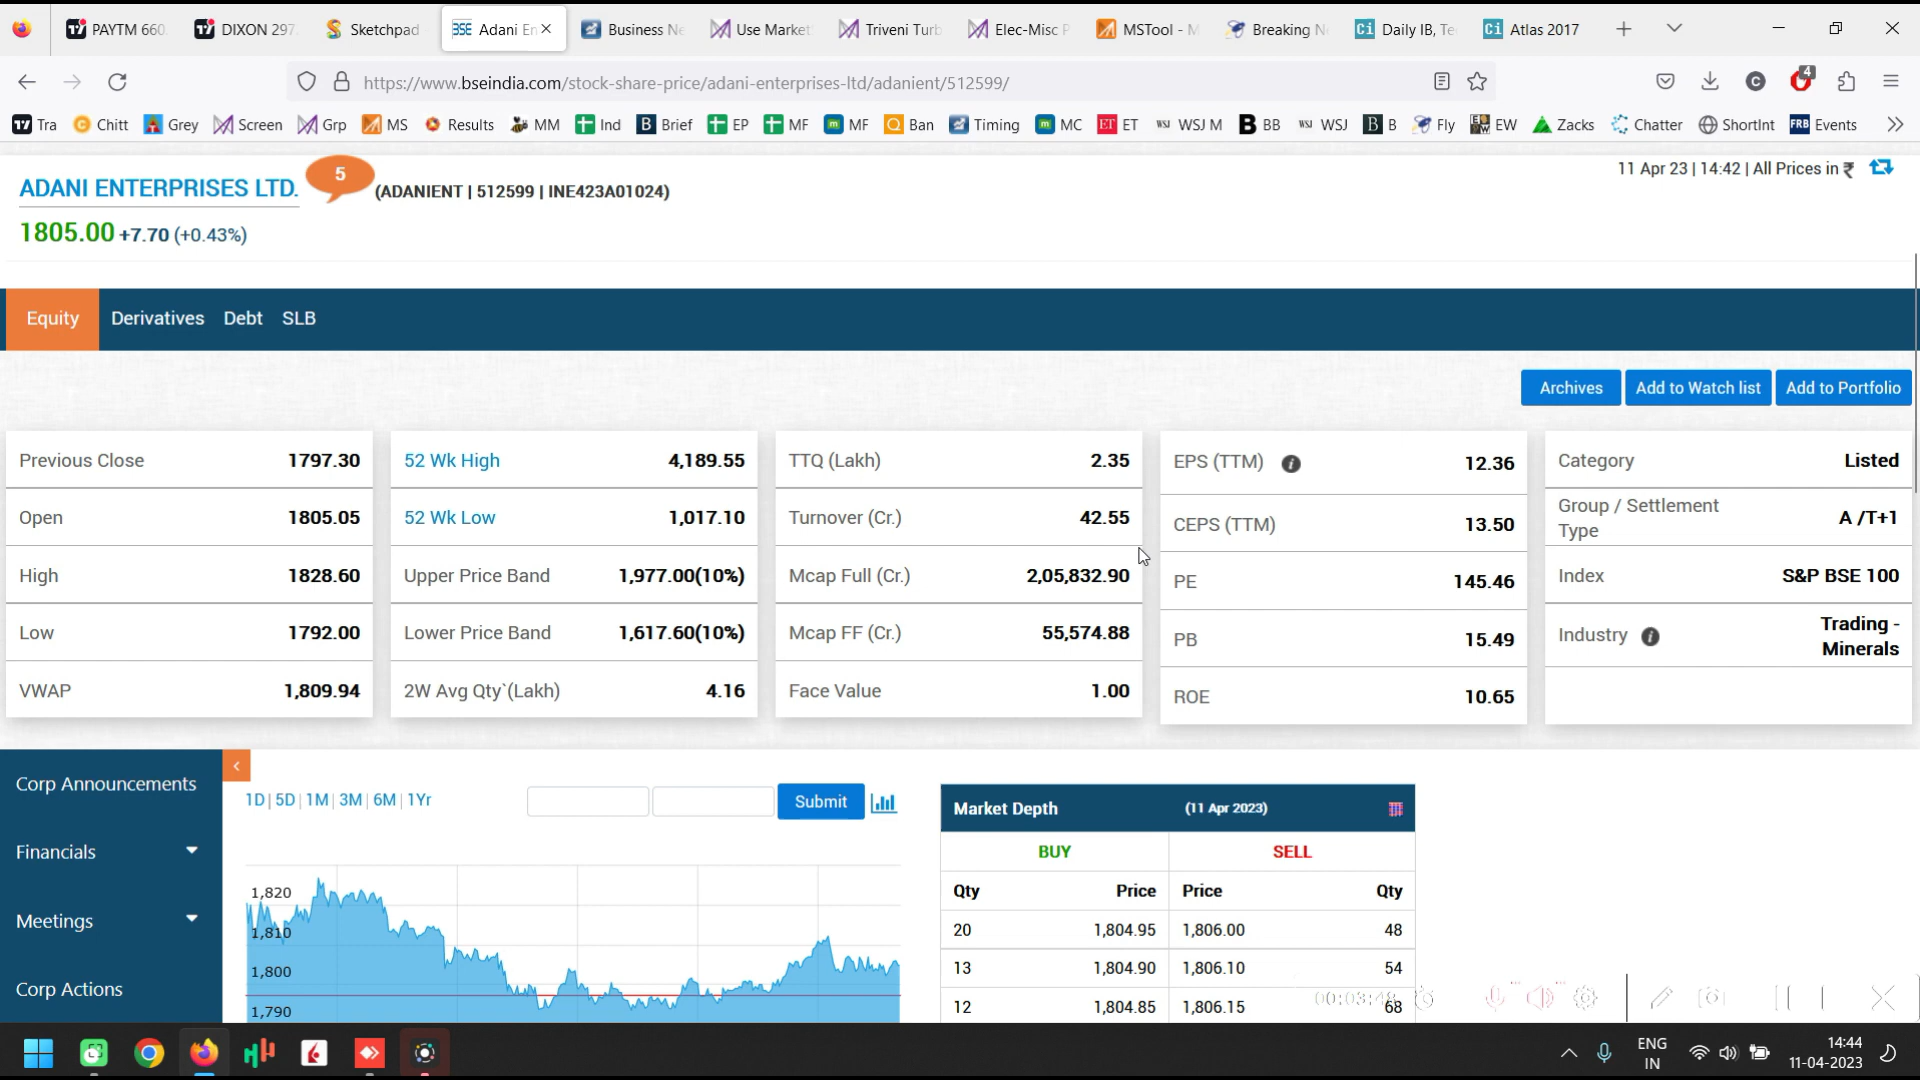 PAYTM 660
DIXON 297
Sketchpad
BSE Adani En
Business Ne
Use Market
Triveni Turb
Elec-Misc P
MSTool - M
Breaking N
Ci Daily IB, Te
Ci Atlas 2017
https://www.bseindia.com/stock-share-price/adani-enterprises-ltd/adanient/512599/
C
4
Tra
Chitt
Grey
Screen
Grp
MS
Results
MM
Ind
B Brief
EP
MF
m MF
Q Ban
Timing
m MC
ET ET
WSJ WSJ M
B BB
WSJ WSJ
B B
Fly
EW
Zacks
Chatter
ShortInt
FRB Events
ADANI ENTERPRISES LTD.
5
(ADANIENT | 512599 | INE423A01024)
11 Apr 23 | 14:42 | All Prices in ₹
1805.00 +7.70 (+0.43%)
Equity Derivatives Debt SLB
Archives Add to Watch list Add to Portfolio
Previous Close 1797.30
Open 1805.05
High 1828.60
Low 1792.00
VWAP 1,809.94
52 Wk High 4,189.55
52 Wk Low 1,017.10
Upper Price Band 1,977.00(10%)
Lower Price Band 1,617.60(10%)
2W Avg Qty`(Lakh) 4.16
TTQ (Lakh) 2.35
Turnover (Cr.) 42.55
Mcap Full (Cr.) 2,05,832.90
Mcap FF (Cr.) 55,574.88
Face Value 1.00
EPS (TTM) i 12.36
CEPS (TTM) 13.50
PE 145.46
PB 15.49
ROE 10.65
Category Listed
Group / Settlement
Type A /T+1
Index S&P BSE 100
Industry i Trading -
Minerals
Corp Announcements
Financials
Meetings
Corp Actions
1D | 5D | 1M | 3M | 6M | 1Yr
Submit
1,820
1,810
1,800
1,790
Market Depth (11 Apr 2023)
BUY SELL
Qty Price Price Qty
20 1,804.95 1,806.00 48
13 1,804.90 1,806.10 54
12 1,804.85 1,806.15 68
00:03:48
ENG
IN
14:44
11-04-2023